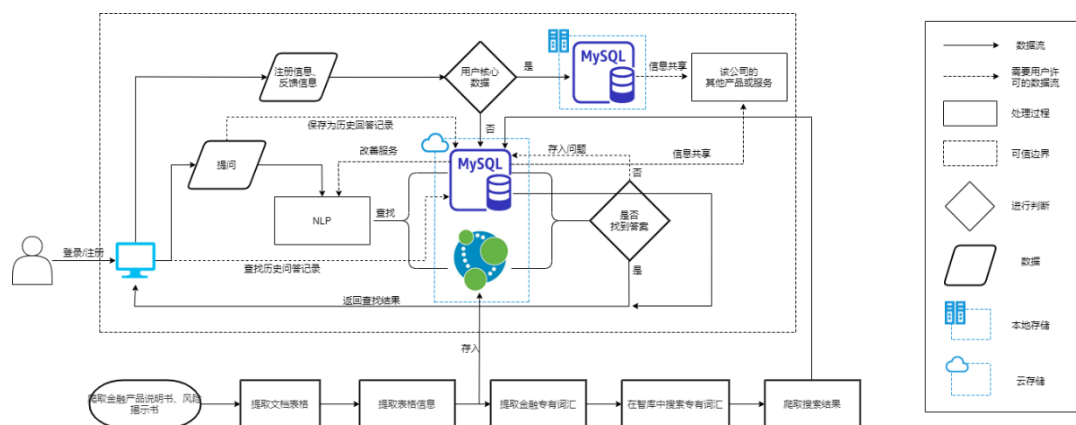 注册信息、
反馈信息
用户核心
数据
是
MySQL
信息共享
该公司的
其他产品或服务
否
保存为历史回答记录
提问
改善服务
MySQL
存入问题
信息共享
否
NLP
查找
是否
找到答案
登录/注册
查找历史问答记录
是
返回查找结果
存入
爬取金融产品说明书、风险
揭示书
提取文档表格
提取表格信息
提取金融专有词汇
在智库中搜索专有词汇
爬取搜索结果
数据流
需要用户许
可的数据流
处理过程
可信边界
进行判断
数据
本地存储
云存储